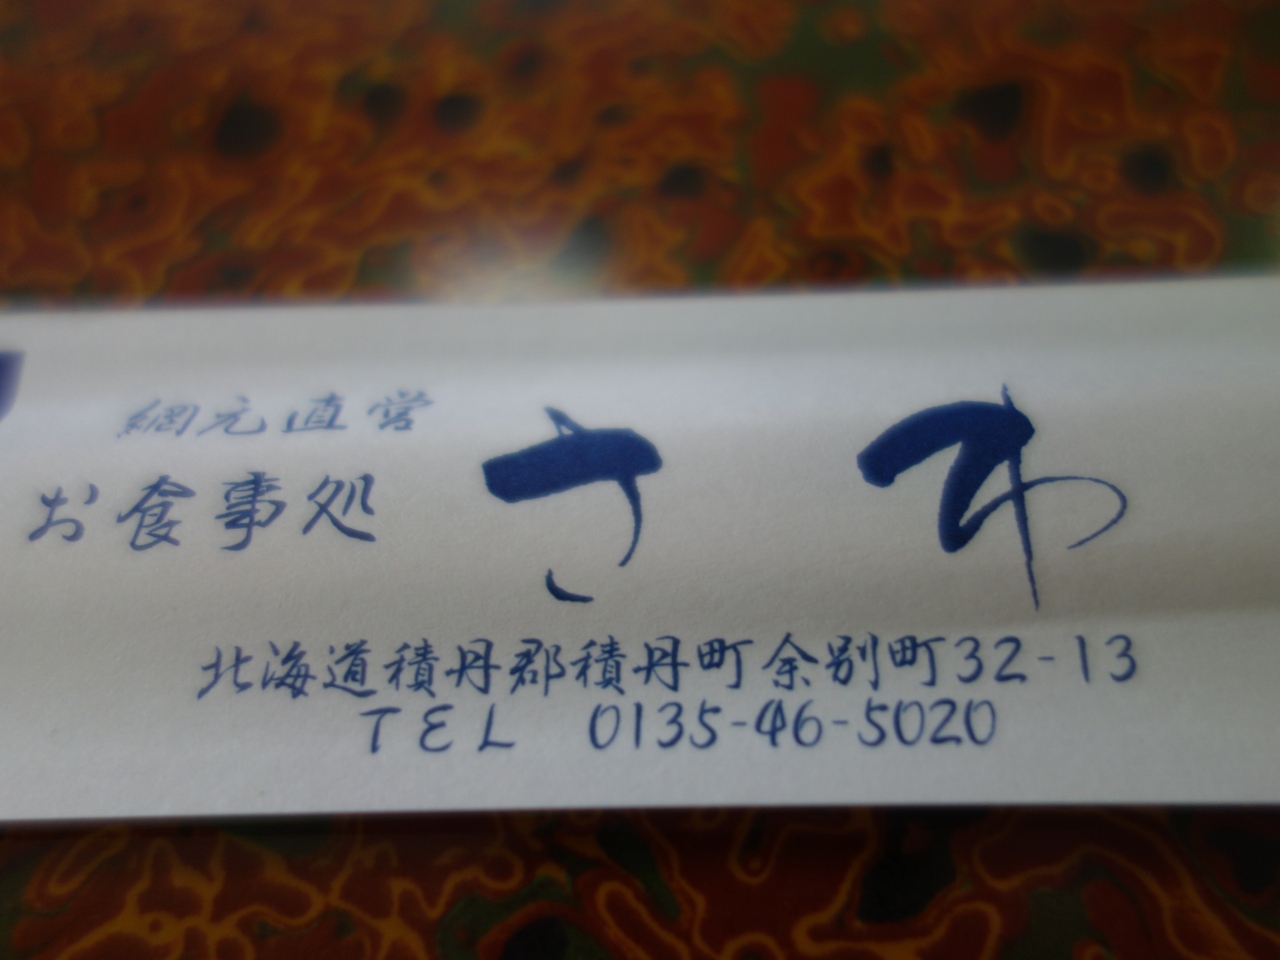 網元直営
お食事処 さわ
北海道積丹郡積丹町余別町32-13
TEL 0135-46-5020